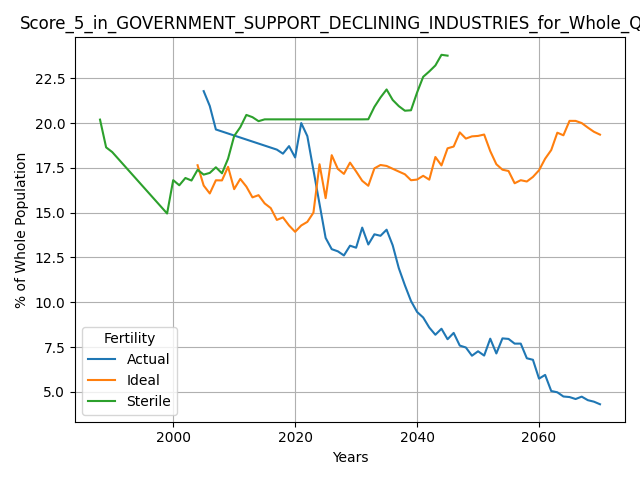 Score_5_in_GOVERNMENT_SUPPORT_DECLINING_INDUSTRIES_for_Whole_Q
22.5
20.0
17.5
15.0
12.5
10.0
7.5
5.0
% of Whole Population
Fertility
Actual
Ideal
Sterile
2000 2020 2040 2060
Years